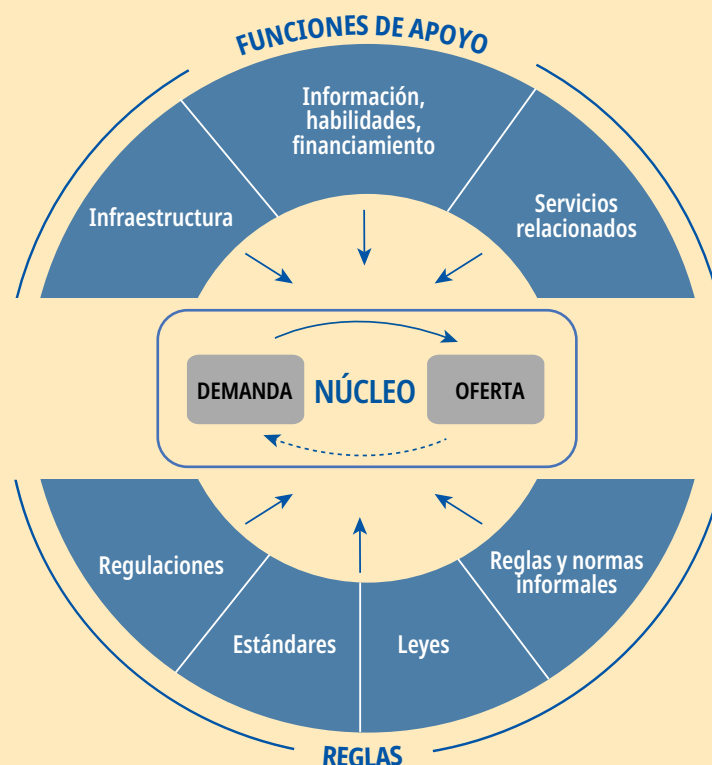 FUNCIONES DE APOYO
Información,
habilidades,
financiamiento
Infraestructura
Servicios
relacionados
DEMANDA
NÚCLEO
OFERTA
Regulaciones
Reglas y normas
informales
Estándares
Leyes
REGLAS